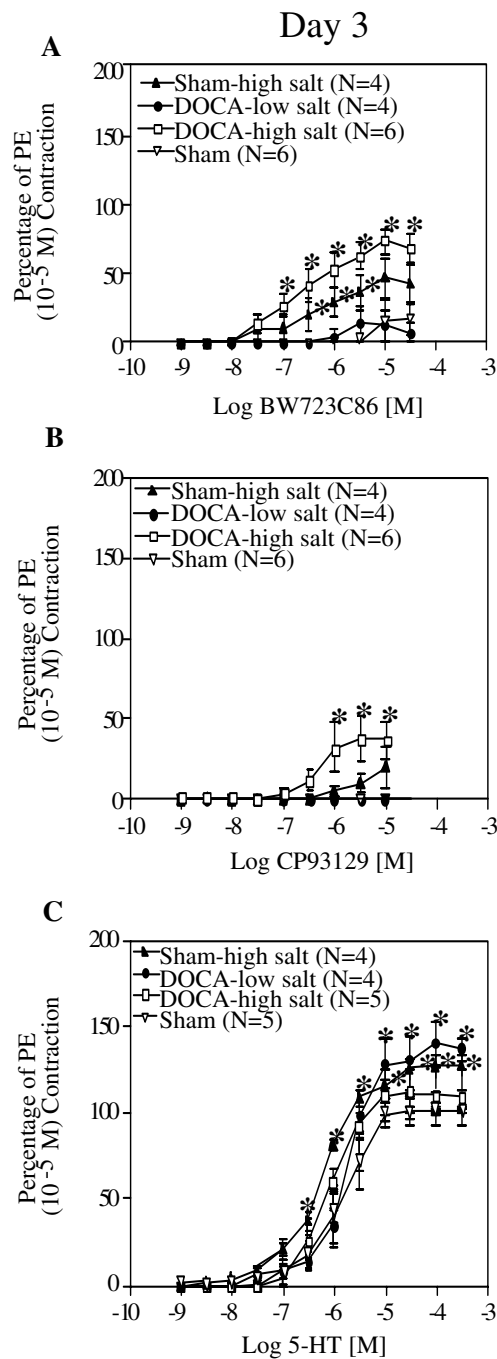 Day 3
A
200
150
100
50
0
Percentage of PE
(10-5 M) Contraction
Sham-high salt (N=4)
DOCA-low salt (N=4)
DOCA-high salt (N=6)
Sham (N=6)
* * * * * *
* * *
-10 -9 -8 -7 -6 -5 -4 -3
Log BW723C86 [M]
B
200
150
100
50
0
Percentage of PE
(10-5 M) Contraction
Sham-high salt (N=4)
DOCA-low salt (N=4)
DOCA-high salt (N=6)
Sham (N=6)
* * *
-10 -9 -8 -7 -6 -5 -4 -3
Log CP93129 [M]
C
200
150
100
50
0
Percentage of PE
(10-5 M) Contraction
Sham-high salt (N=4)
DOCA-low salt (N=4)
DOCA-high salt (N=5)
Sham (N=5)
* * * *
* * * *
* * *
-10 -9 -8 -7 -6 -5 -4 -3
Log 5-HT [M]